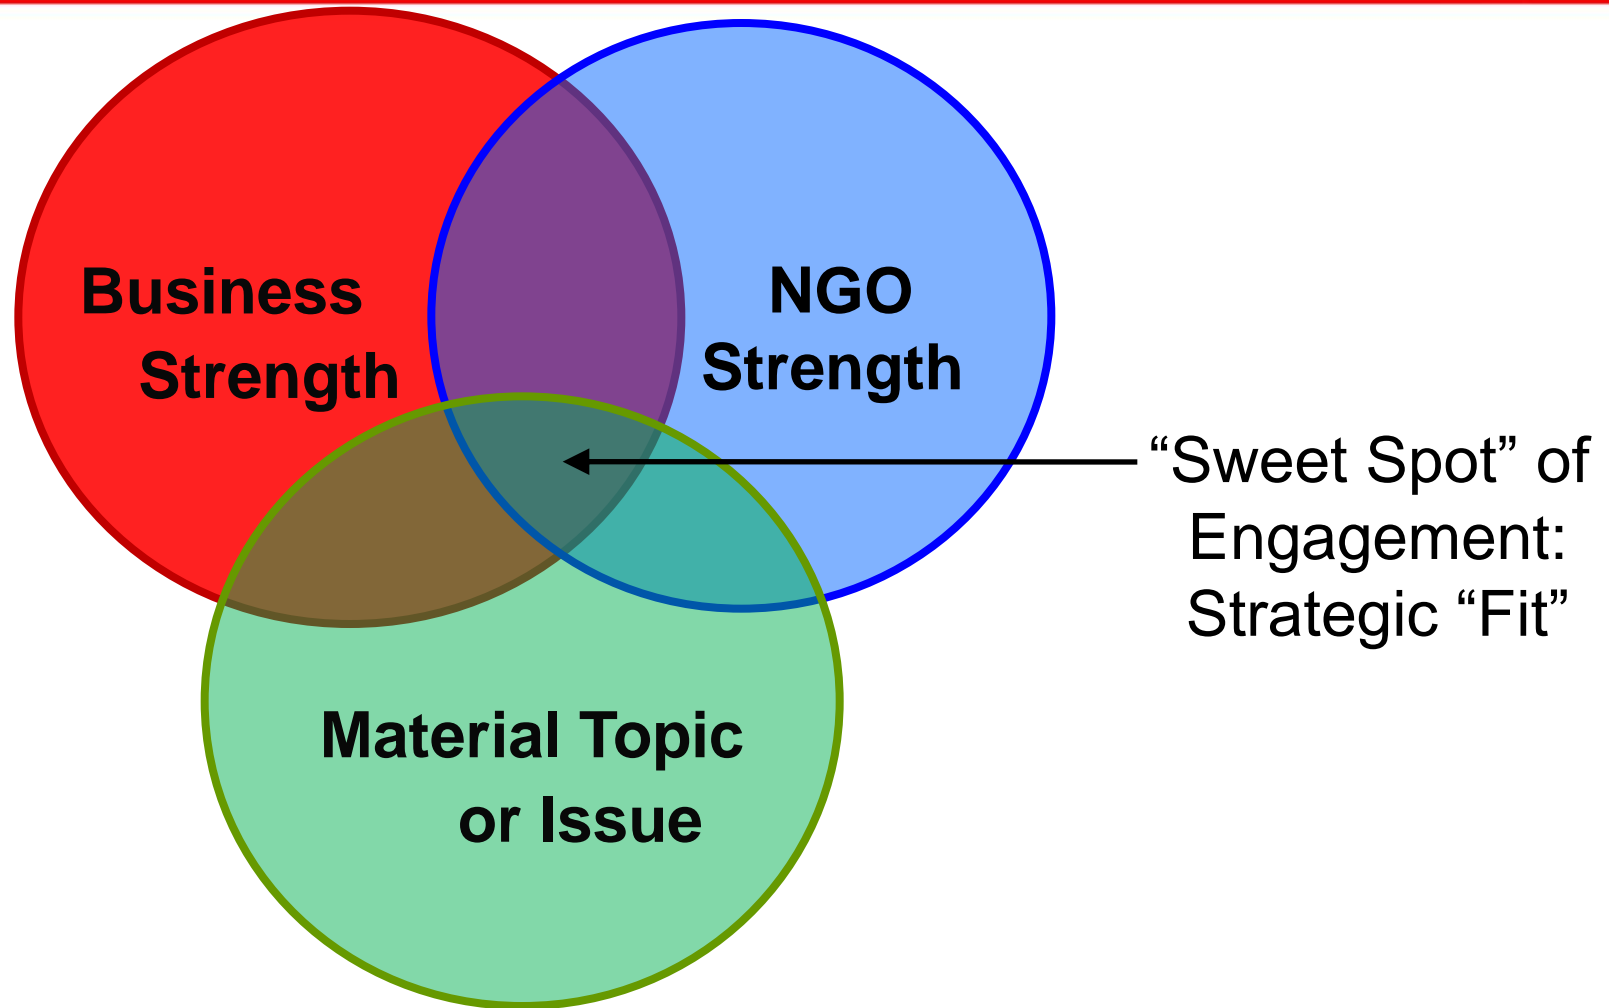 Business
Strength
NGO
Strength
“Sweet Spot” of
Engagement:
Strategic “Fit”
Material Topic
or Issue